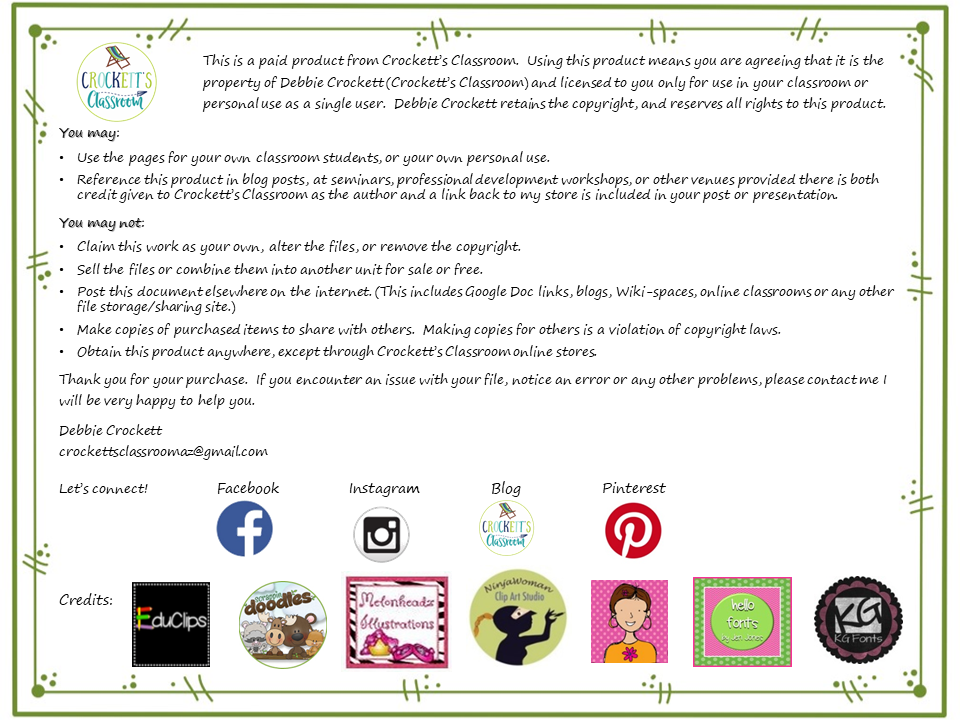 CROCKETT'S
Classroom
This is a paid product from Crockett's Classroom. Using this product means you are agreeing that it is the
property of Debbie Crockett (Crockett's Classroom) and licensed to you only for use in your classroom or
personal use as a single user. Debbie Crockett retains the copyright, and reserves all rights to this product.
You may:
• Use the pages for your own classroom students, or your own personal use.
• Reference this product in blog posts, at seminars, professional development workshops, or other venues provided there is both
credit given to Crockett's Classroom as the author and a link back to my store is included in your post or presentation.
You may not:
• Claim this work as your own, alter the files, or remove the copyright.
• Sell the files or combine them into another unit for sale or free.
• Post this document elsewhere on the internet. (This includes Google Doc links, blogs, Wiki-spaces, online classrooms or any other
file storage/sharing site.)
• Make copies of purchased items to share with others. Making copies for others is a violation of copyright laws.
• Obtain this product anywhere, except through Crockett's Classroom online stores.
Thank you for your purchase. If you encounter an issue with your file, notice an error or any other problems, please contact me I
will be very happy to help you.
Debbie Crockett
crockettsclassroomaz@gmail.com
Let's connect! Facebook Instagram Blog Pinterest
CROCKETT'S
Classroom
Credits:
EduClips
doodles
Melonheadz
Illustrations
NinjaWoman
Clip Art Studio
hello
fonts
by Jen Jones
KG
KG Fonts